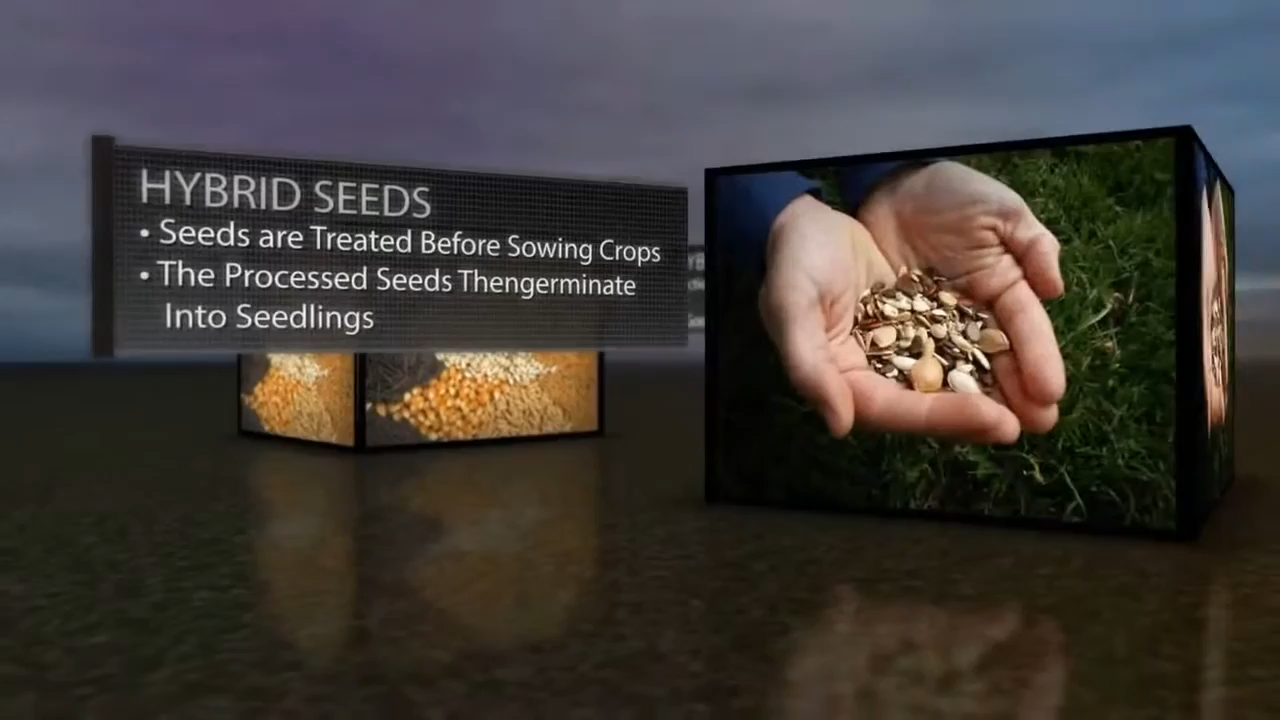 HYBRID SEEDS
• Seeds are Treated Before Sowing Crops
• The Processed Seeds Thengerminate
Into Seedlings